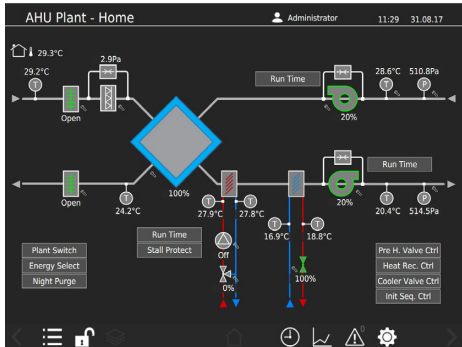 AHU Plant - Home
Administrator
11:29 31.08.17
29.3°C
29.2°C
2.9Pa
Run Time
28.6°C
510.8Pa
Open
20%
100%
Open
24.2°C
27.9°C
27.8°C
Run Time
20%
20.4°C
514.5Pa
16.9°C
18.8°C
Run Time
Stall Protect
Off
0%
100%
Plant Switch
Energy Select
Night Purge
Pre H. Valve Ctrl
Heat Rec. Ctrl
Cooler Valve Ctrl
Init Seq. Ctrl
T
T
P
T
T
T
T
P
T
T
0